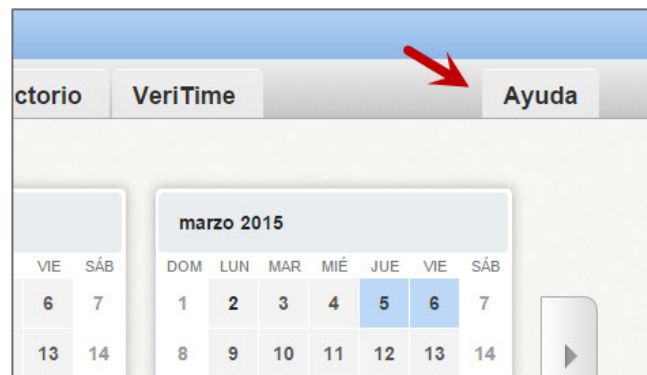 ctorio VeriTime Ayuda
marzo 2015
VIE SÁB DOM LUN MAR MIÉ JUE VIE SÁB
6 7 1 2 3 4 5 6 7
13 14 8 9 10 11 12 13 14